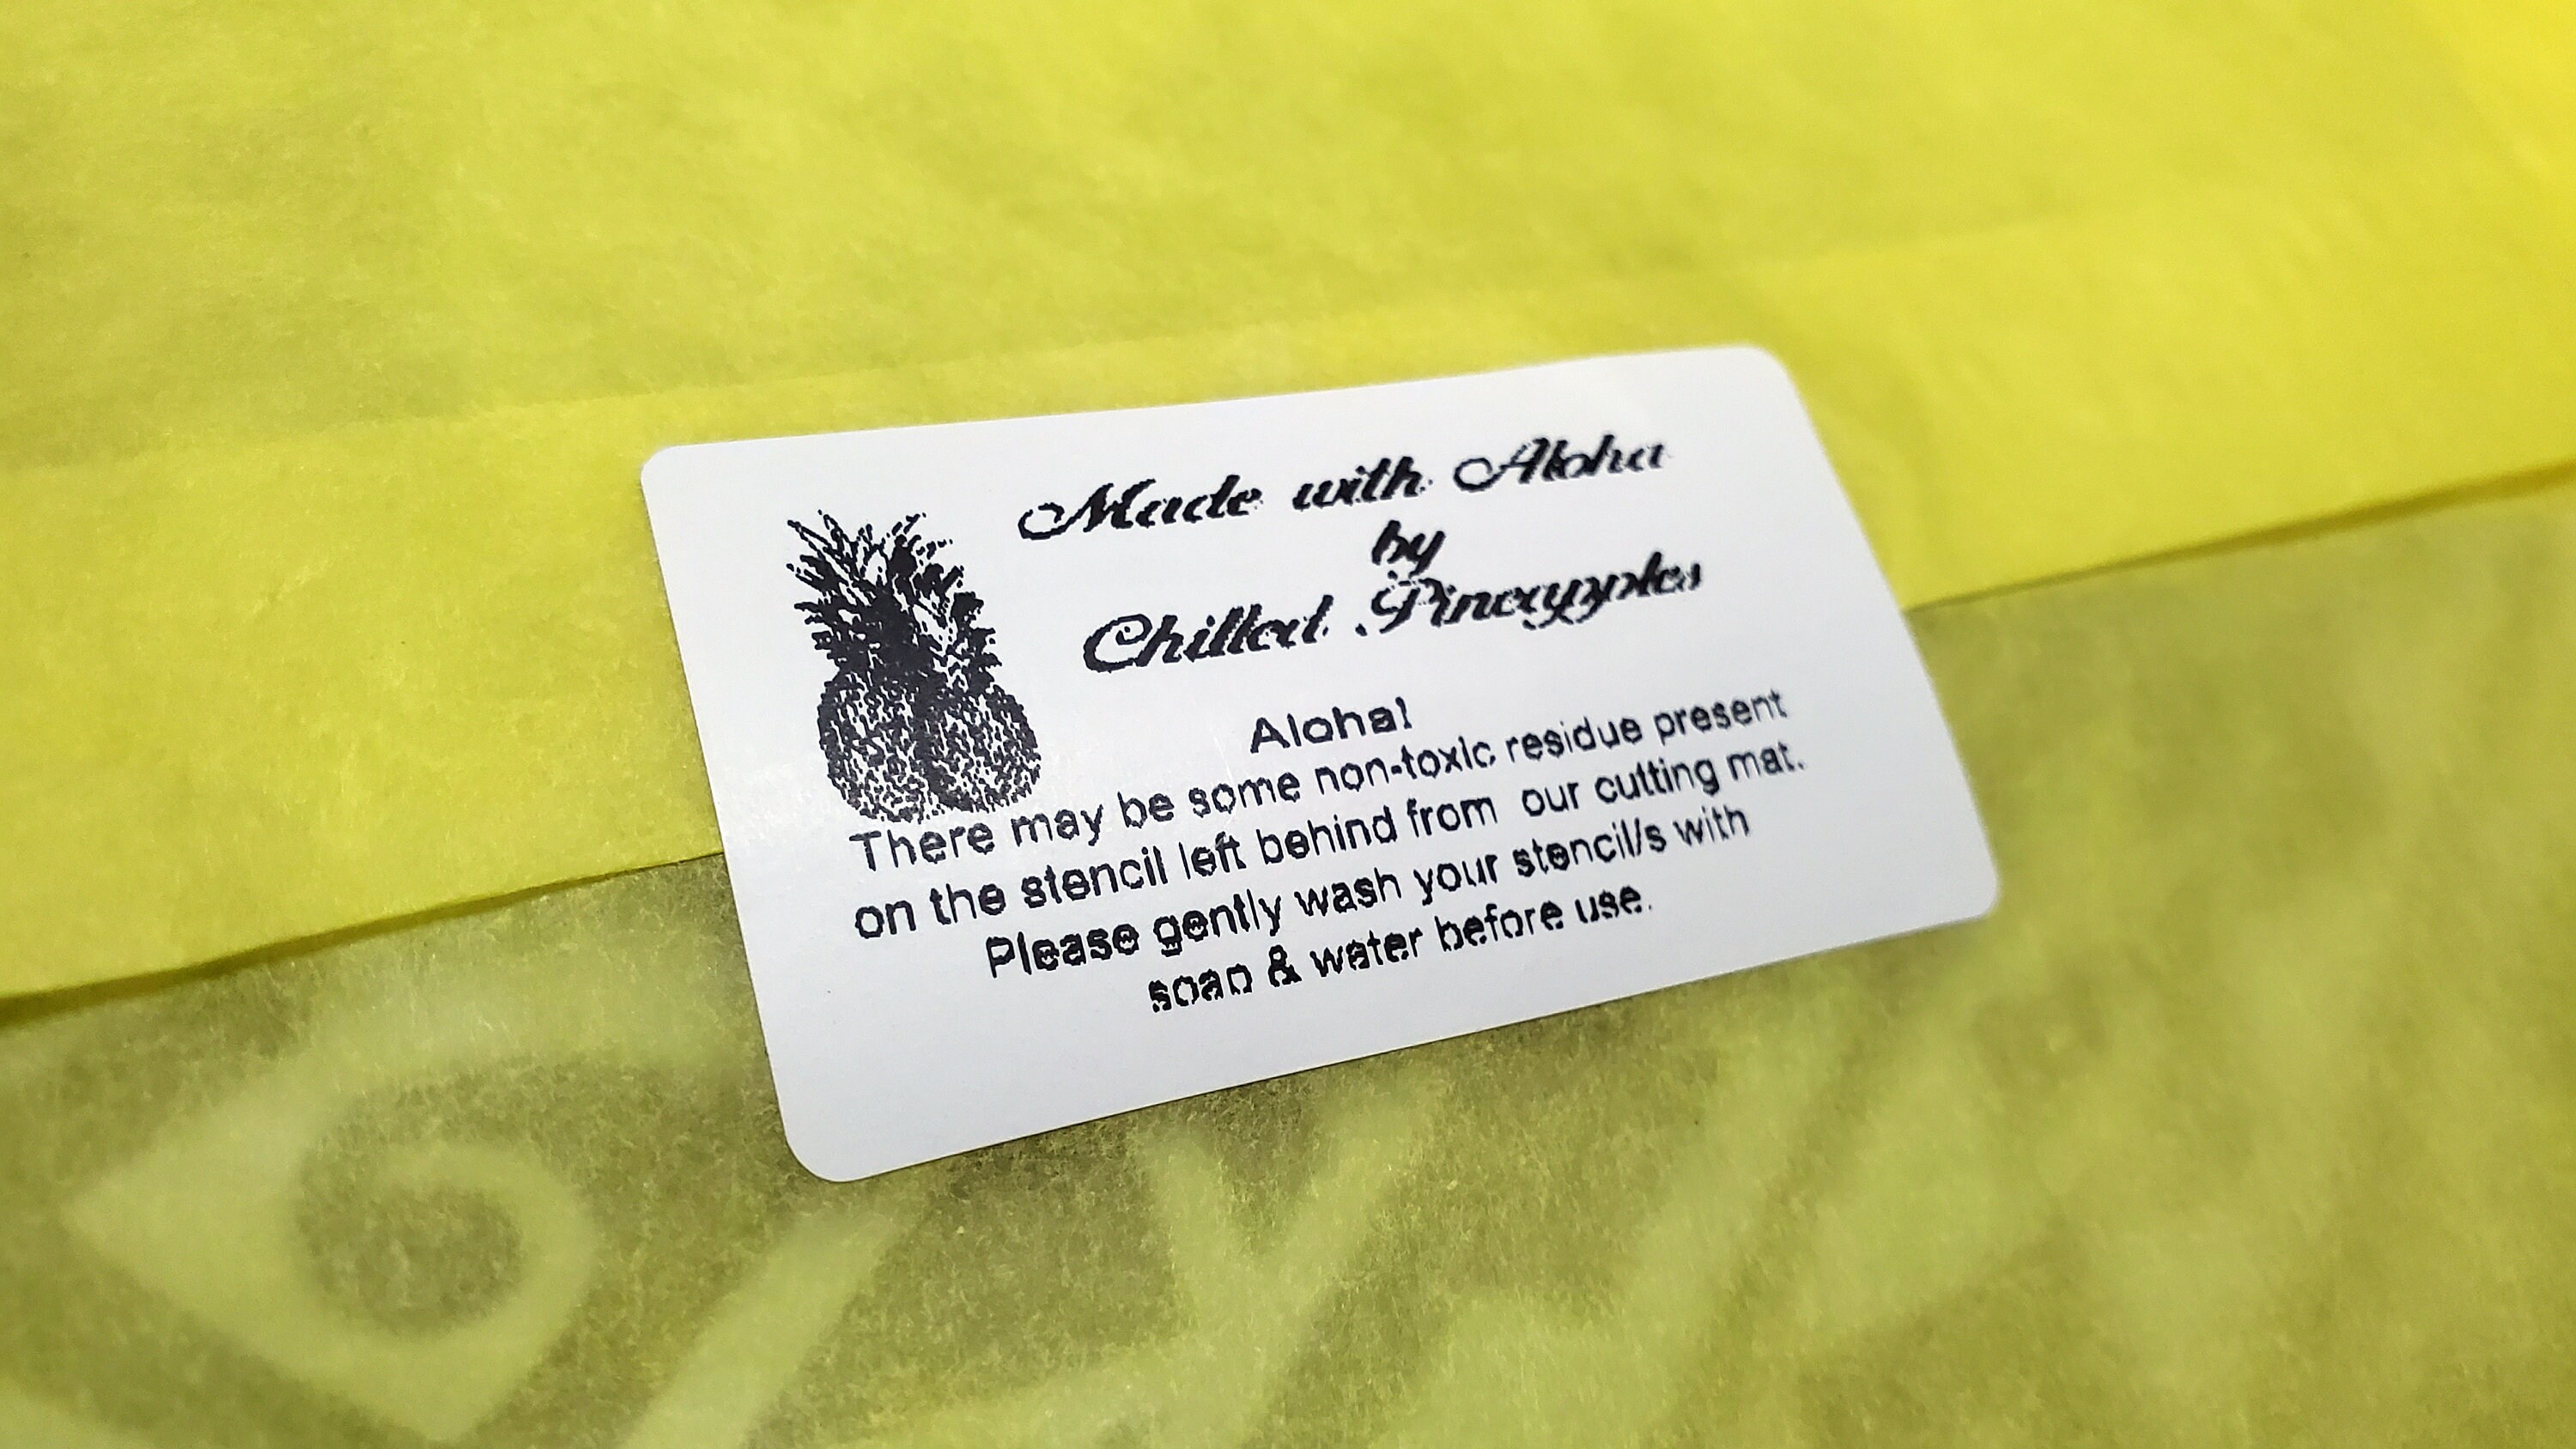 Made with Aloha
by
Chilled Pineapples
Aloha!
There may be some non-toxic residue present
on the stencil left behind from our cutting mat.
Please gently wash your stencil/s with
soap & water before use.